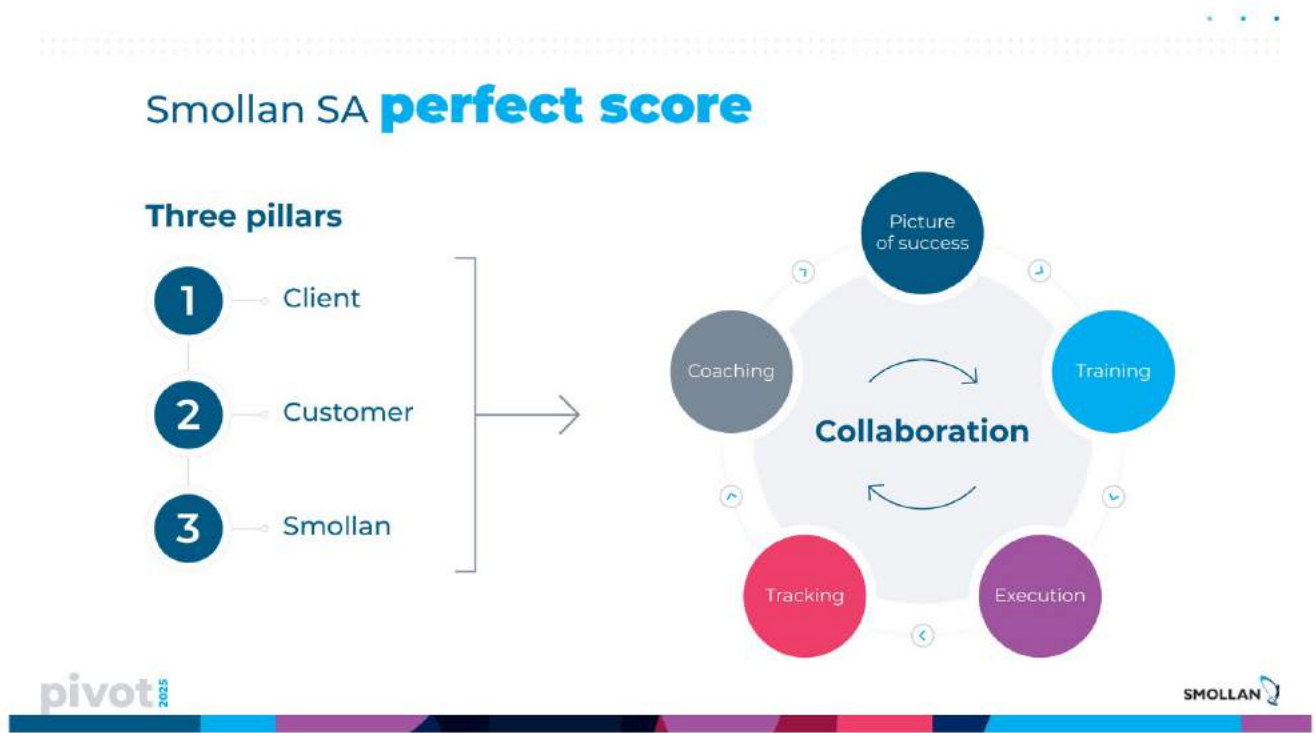 Smollan SA perfect score
Three pillars
1 Client
2 Customer
3 Smollan
Picture
of success
Training
Execution
Tracking
Coaching
Collaboration
pivot 2025
SMOLLAN